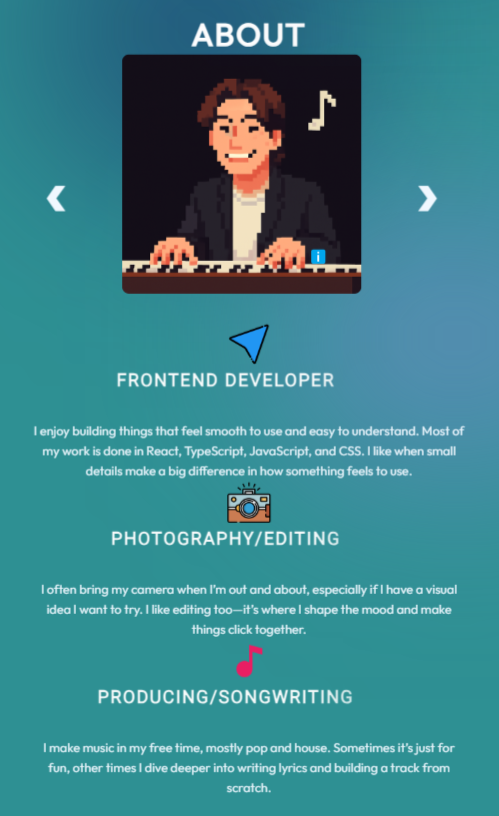 ABOUT
i
FRONTEND DEVELOPER
I enjoy building things that feel smooth to use and easy to understand. Most of
my work is done in React, TypeScript, JavaScript, and CSS. I like when small
details make a big difference in how something feels to use.
PHOTOGRAPHY/EDITING
I often bring my camera when I'm out and about, especially if I have a visual
idea I want to try. I like editing too—it's where I shape the mood and make
things click together.
PRODUCING/SONGWRITING
I make music in my free time, mostly pop and house. Sometimes it's just for
fun, other times I dive deeper into writing lyrics and building a track from
scratch.